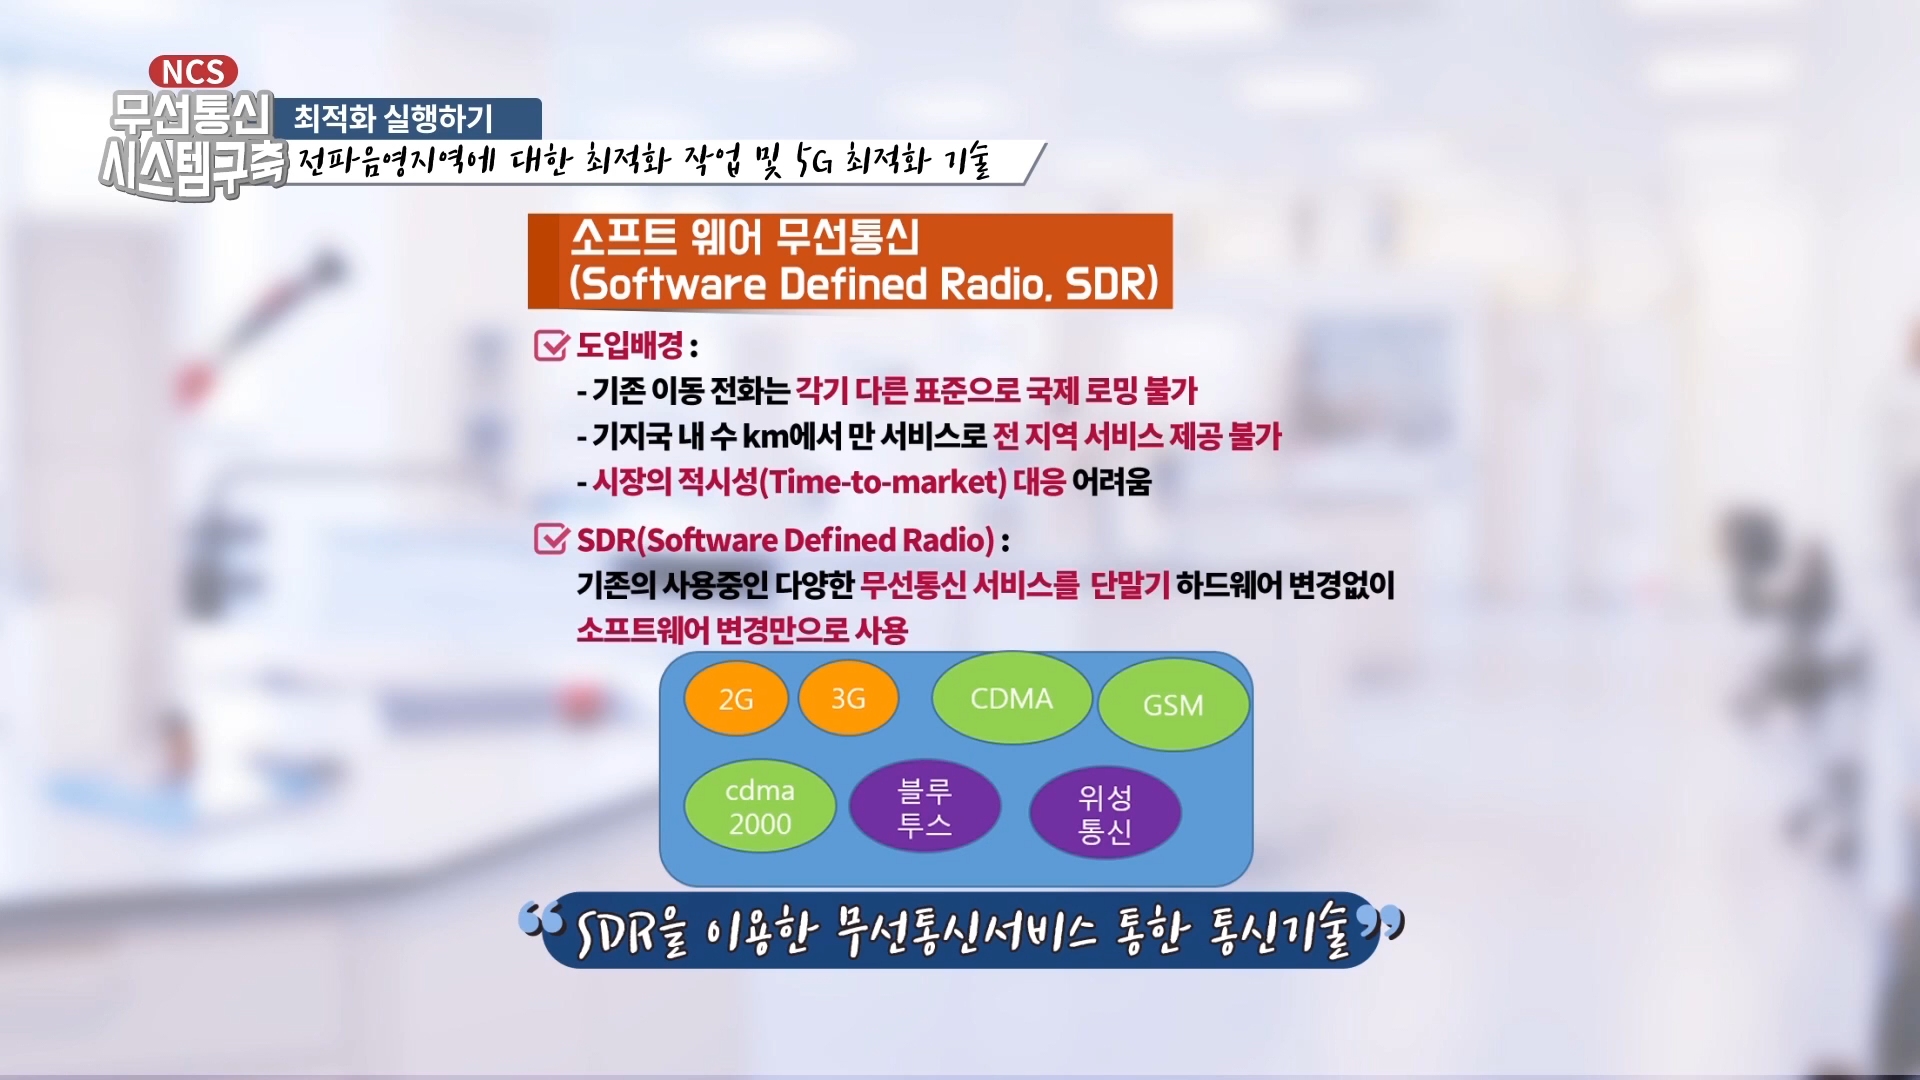 NCS
무선통신
시스템구축
최적화 실행하기
전파음영지역에 대한 최적화 작업 및 5G 최적화 기술
소프트 웨어 무선통신
(Software Defined Radio, SDR)
도입배경 :
- 기존 이동 전화는 각기 다른 표준으로 국제 로밍 불가
- 기지국 내 수 km에서 만 서비스로 전 지역 서비스 제공 불가
- 시장의 적시성(Time-to-market) 대응 어려움
SDR(Software Defined Radio) :
기존의 사용중인 다양한 무선통신 서비스를 단말기 하드웨어 변경없이
소프트웨어 변경만으로 사용
2G
3G
CDMA
GSM
cdma
2000
블루
투스
위성
통신
“SDR을 이용한 무선통신서비스 통한 통신기술”